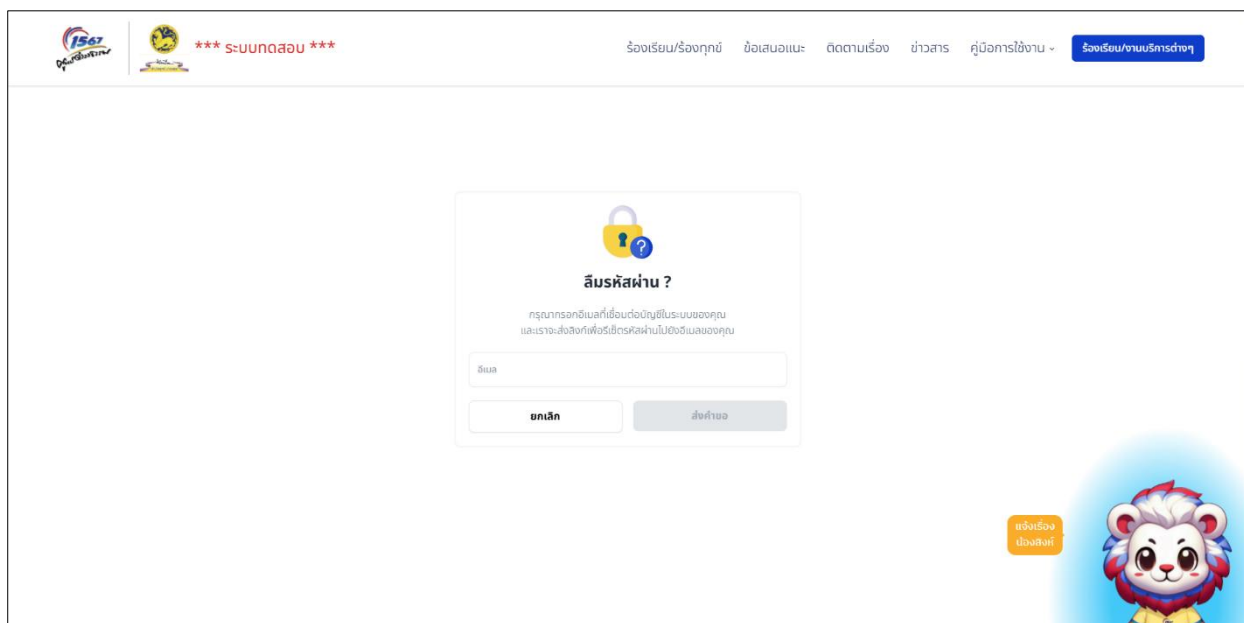 1567
*** ระบบทดสอบ ***
ร้องเรียน/ร้องทุกข์ ข้อเสนอแนะ ติดตามเรื่อง ข่าวสาร คู่มือการใช้งาน ร้องเรียน/งานบริการต่างๆ
?
ลืมรหัสผ่าน ?
กรุณากรอกอีเมลที่เชื่อมต่อบัญชีในระบบของคุณ
และเราจะส่งลิงก์เพื่อรีเซ็ตรหัสผ่านไปยังอีเมลของคุณ
อีเมล
ยกเลิก ส่งคำขอ
แจ้งเรื่อง
น้องสิงห์